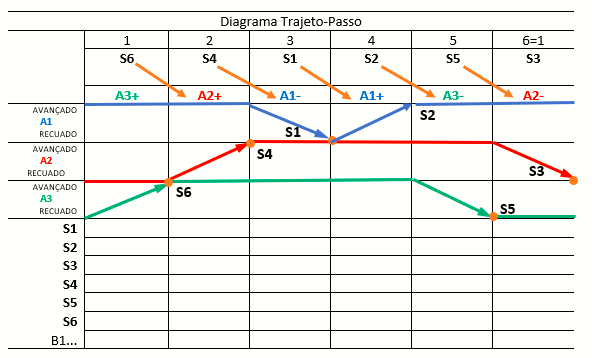 Diagrama Trajeto-Passo
1 2 3 4 5 6=1
S6 S4 S1 S2 S5 S3
A3+ A2+ A1- A1+ A3- A2-
AVANÇADO
A1
RECUADO
S1
S2
AVANÇADO
A2
RECUADO
S4
S3
AVANÇADO
A3
RECUADO
S6
S5
S1
S2
S3
S4
S5
S6
B1...